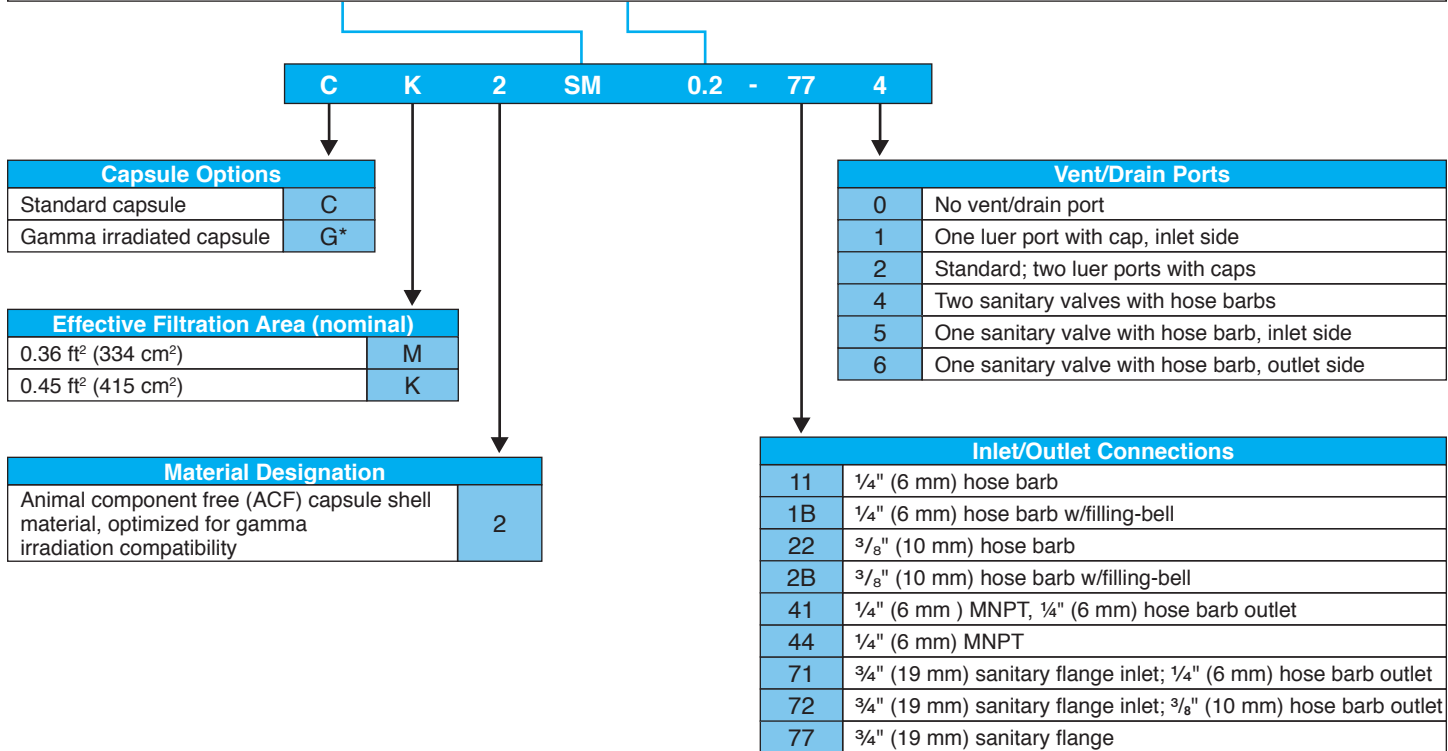 C K 2 SM 0.2 - 77 4
Capsule Options
Standard capsule C
Gamma irradiated capsule G*
Effective Filtration Area (nominal)
0.36 ft² (334 cm²) M
0.45 ft² (415 cm²) K
Material Designation
Animal component free (ACF) capsule shell
material, optimized for gamma
irradiation compatibility
2
Vent/Drain Ports
0 No vent/drain port
1 One luer port with cap, inlet side
2 Standard; two luer ports with caps
4 Two sanitary valves with hose barbs
5 One sanitary valve with hose barb, inlet side
6 One sanitary valve with hose barb, outlet side
Inlet/Outlet Connections
11 ¼" (6 mm) hose barb
1B ¼" (6 mm) hose barb w/filling-bell
22 ³/₈" (10 mm) hose barb
2B ³/₈" (10 mm) hose barb w/filling-bell
41 ¼" (6 mm ) MNPT, ¼" (6 mm) hose barb outlet
44 ¼" (6 mm) MNPT
71 ¾" (19 mm) sanitary flange inlet; ¼" (6 mm) hose barb outlet
72 ¾" (19 mm) sanitary flange inlet; ³/₈" (10 mm) hose barb outlet
77 ¾" (19 mm) sanitary flange